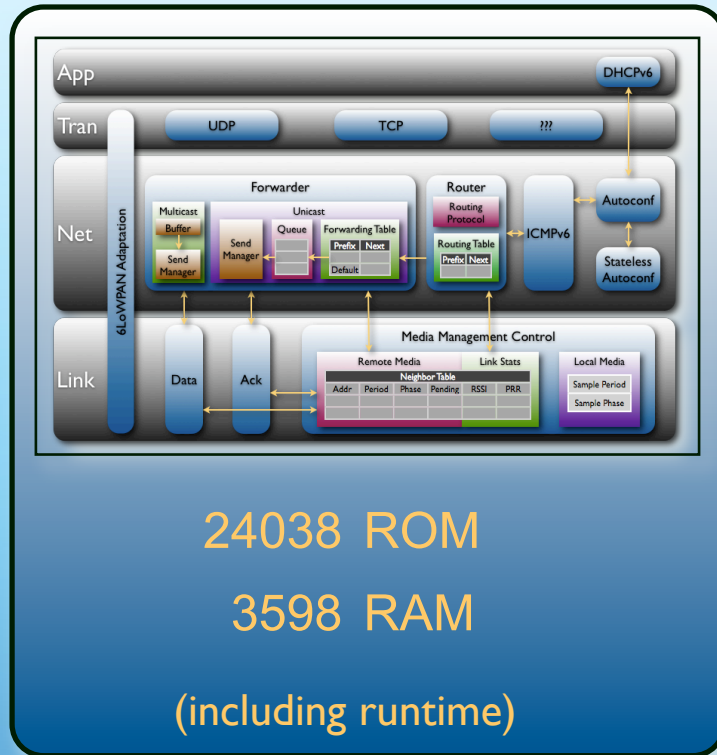 App
DHCPv6
Tran
UDP
TCP
???
6LoWPAN Adaptation
Net
Forwarder
Multicast
Buffer
Send
Manager
Unicast
Send
Manager
Queue
Forwarding Table
Prefix Next
Default
Router
Routing
Protocol
Routing Table
Prefix Next
ICMPv6
Autoconf
Stateless
Autoconf
Link
Data
Ack
Media Management Control
Remote Media
Link Stats
Neighbor Table
Addr Period Phase Pending RSSI PRR
Local Media
Sample Period
Sample Phase
24038 ROM
3598 RAM
(including runtime)